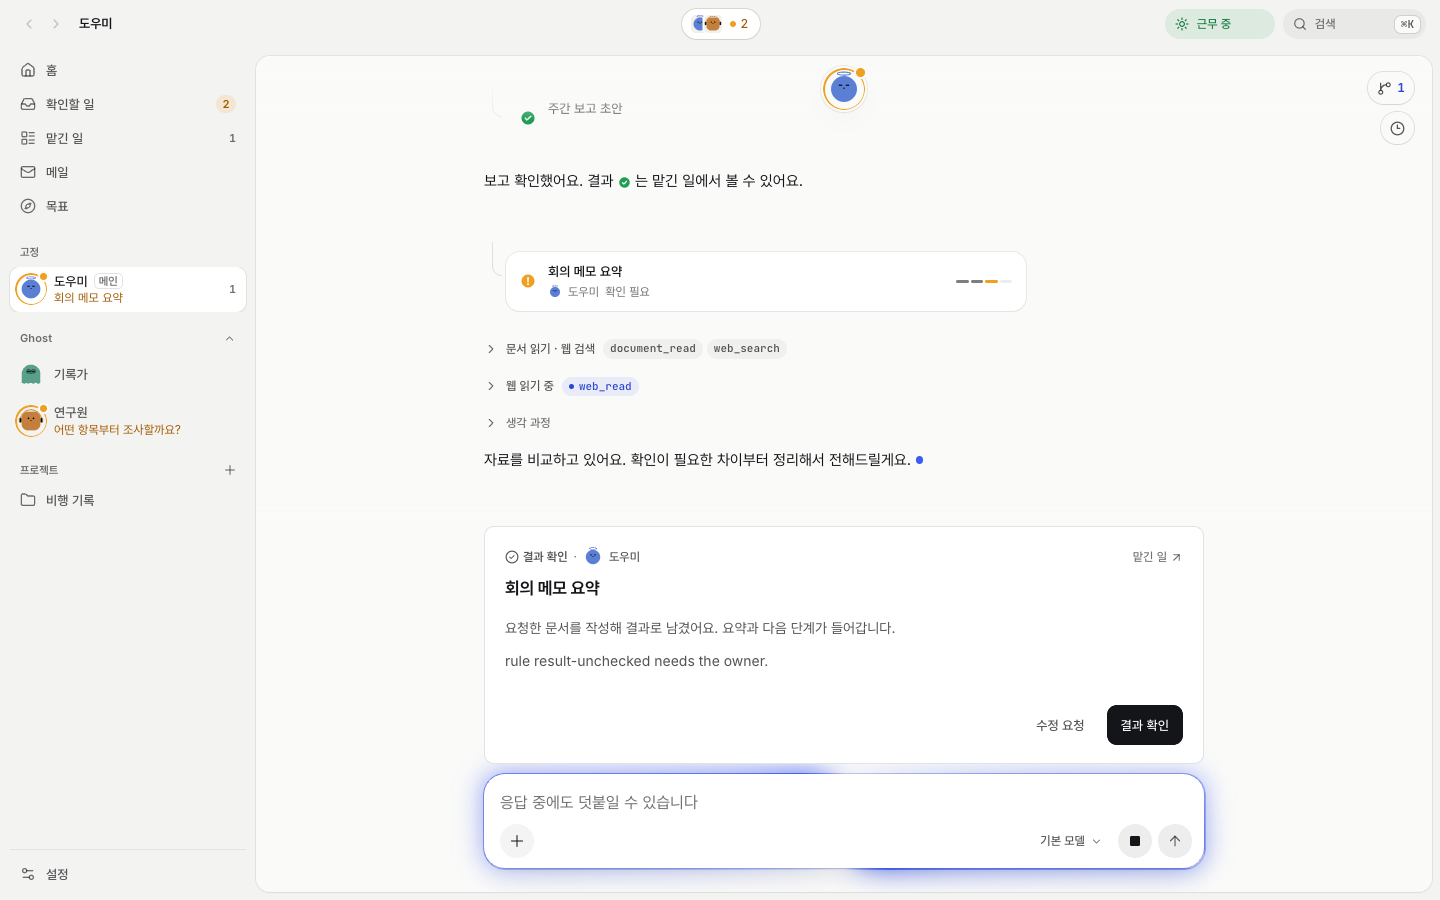 도우미
2
근무 중
검색
⌘K
홈
확인할 일
2
맡긴 일
1
메일
목표
고정
도우미 메인
회의 메모 요약
1
Ghost
기록가
연구원
어떤 항목부터 조사할까요?
프로젝트
비행 기록
설정
1
주간 보고 초안
보고 확인했어요. 결과 는 맡긴 일에서 볼 수 있어요.
회의 메모 요약
도우미 확인 필요
문서 읽기 · 웹 검색 document_read web_search
웹 읽기 중 web_read
생각 과정
자료를 비교하고 있어요. 확인이 필요한 차이부터 정리해서 전해드릴게요.
결과 확인 · 도우미
맡긴 일
회의 메모 요약
요청한 문서를 작성해 결과로 남겼어요. 요약과 다음 단계가 들어갑니다.
rule result-unchecked needs the owner.
수정 요청
결과 확인
응답 중에도 덧붙일 수 있습니다
기본 모델